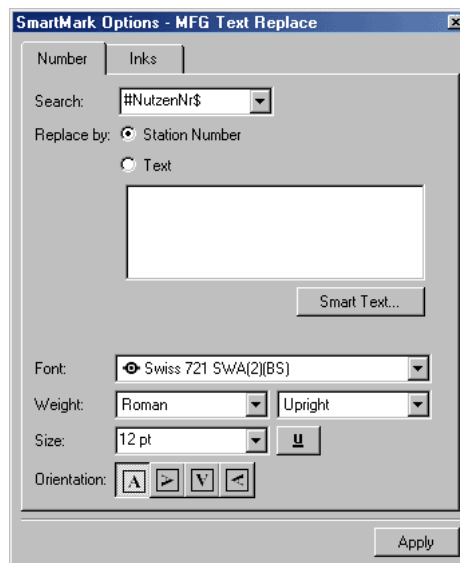 SmartMark Options - MFG Text Replace
Number Inks
Search: #NutzenNr$
Replace by: Station Number
Text
Smart Text...
Font: Swiss 721 SWA(2)(BS)
Weight: Roman Upright
Size: 12 pt u
Orientation: A A A A
Apply